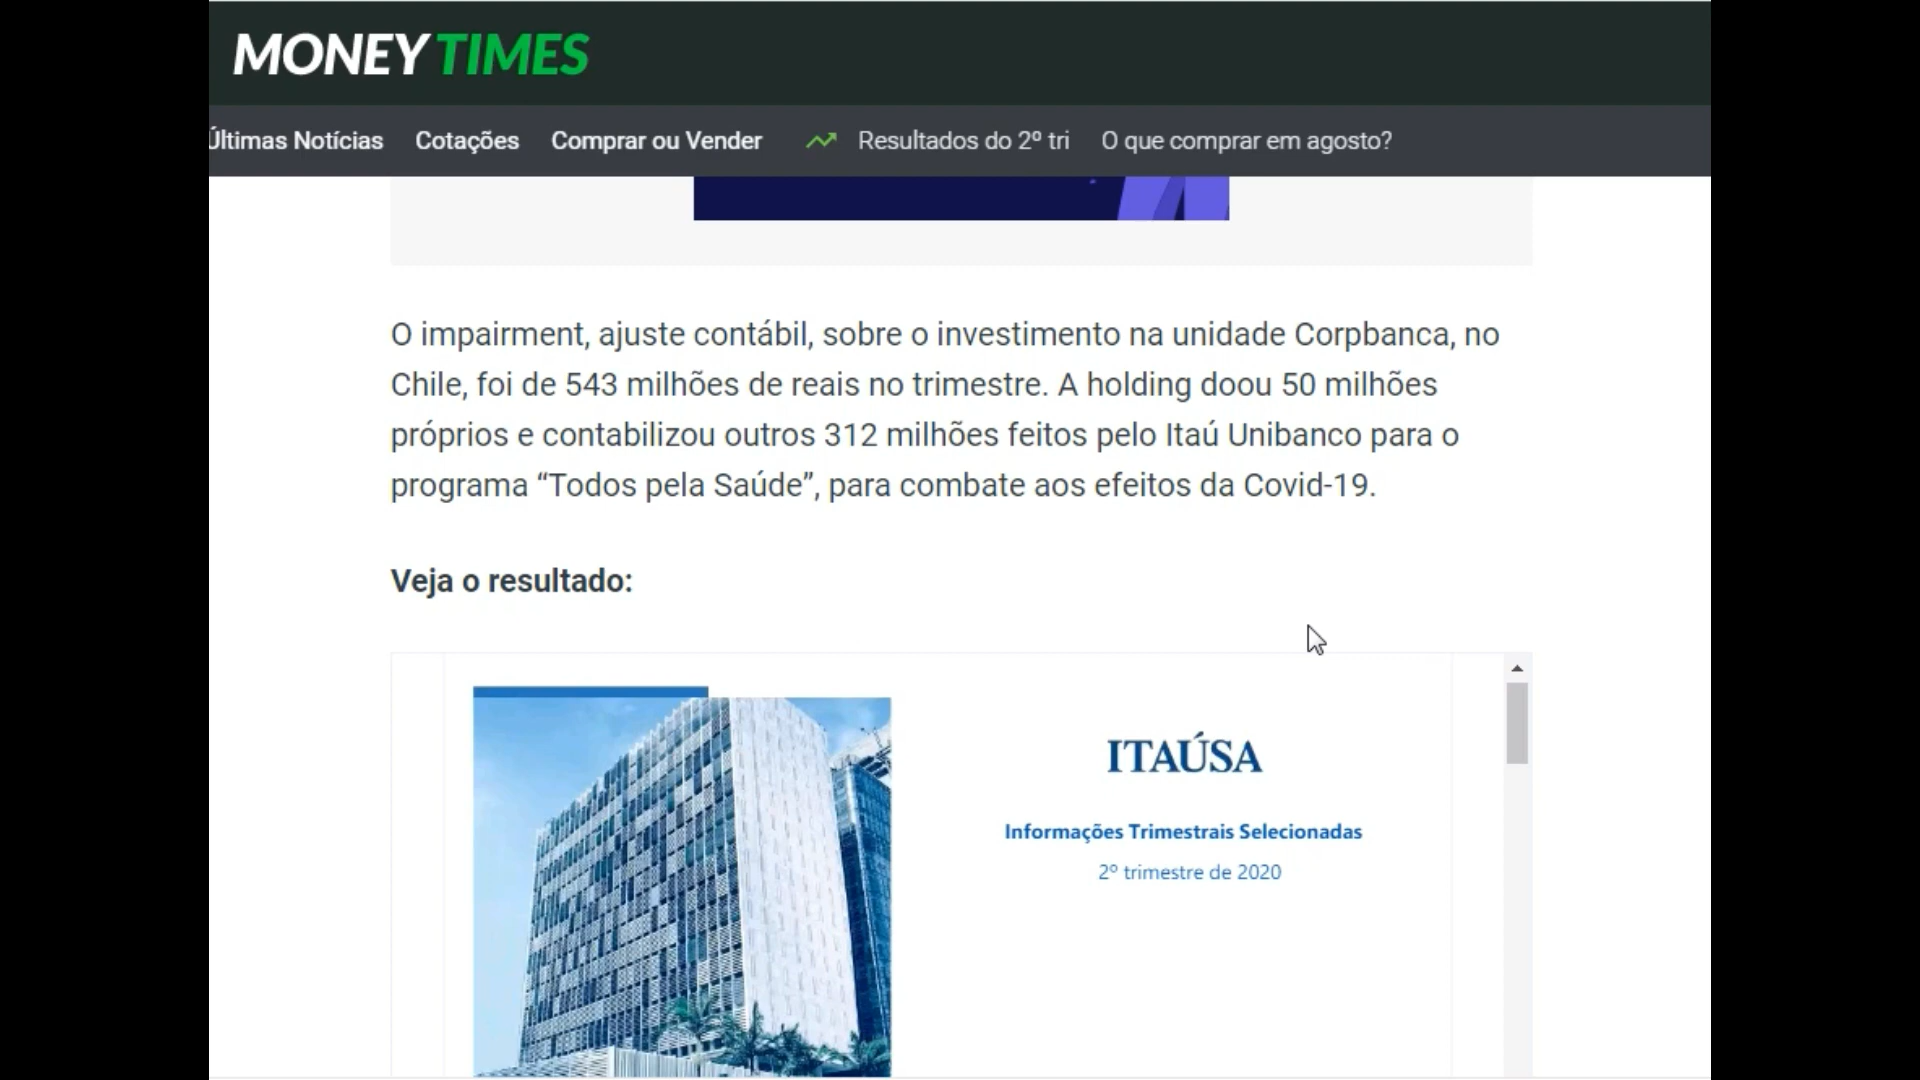 MONEY TIMES
Últimas Notícias Cotações Comprar ou Vender Resultados do 2º tri O que comprar em agosto?
O impairment, ajuste contábil, sobre o investimento na unidade Corpbanca, no
Chile, foi de 543 milhões de reais no trimestre. A holding doou 50 milhões
próprios e contabilizou outros 312 milhões feitos pelo Itaú Unibanco para o
programa “Todos pela Saúde”, para combate aos efeitos da Covid-19.
Veja o resultado:
ITAÚSA
Informações Trimestrais Selecionadas
2º trimestre de 2020